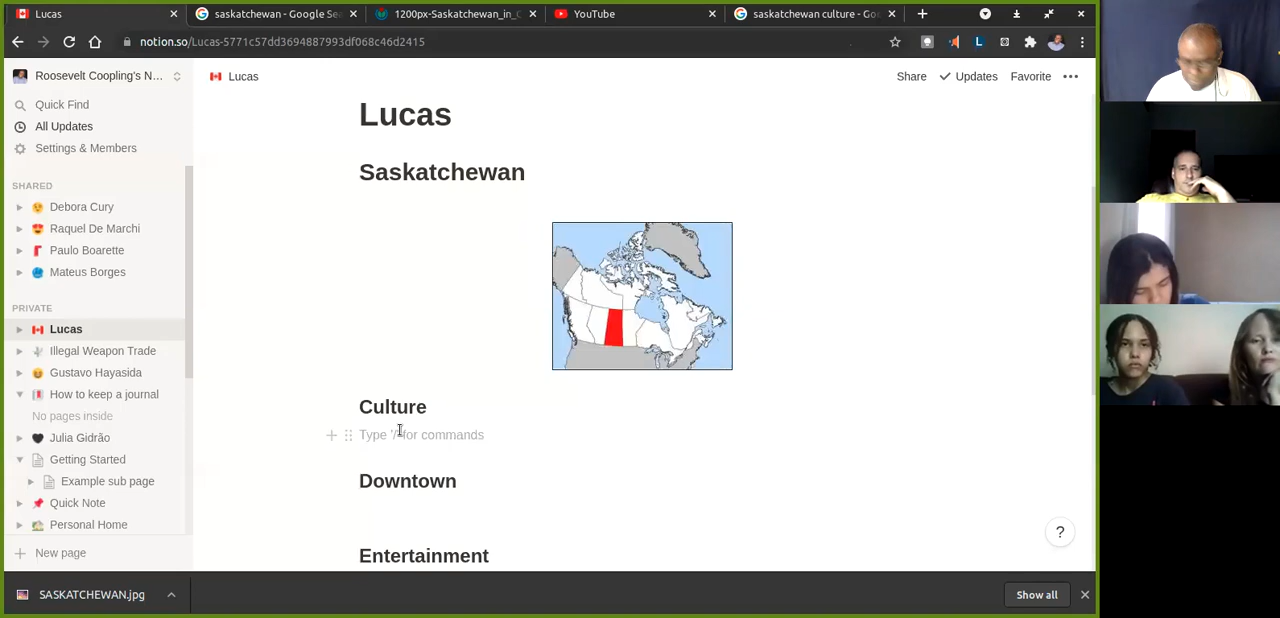 Lucas
saskatchewan - Google Se
1200px-Saskatchewan_in_C
YouTube
saskatchewan culture - Goo
notion.so/Lucas-5771c57dd3694887993df068c46d2415
L
Roosevelt Coopling's N...
Lucas
Share
Updates
Favorite
Quick Find
All Updates
Settings & Members
SHARED
Debora Cury
Raquel De Marchi
Paulo Boarette
Mateus Borges
PRIVATE
Lucas
Illegal Weapon Trade
Gustavo Hayasida
How to keep a journal
No pages inside
Julia Gidrão
Getting Started
Example sub page
Quick Note
Personal Home
New page
Lucas
Saskatchewan
Culture
Type '/' for commands
Downtown
Entertainment
?
SASKATCHEWAN.jpg
Show all